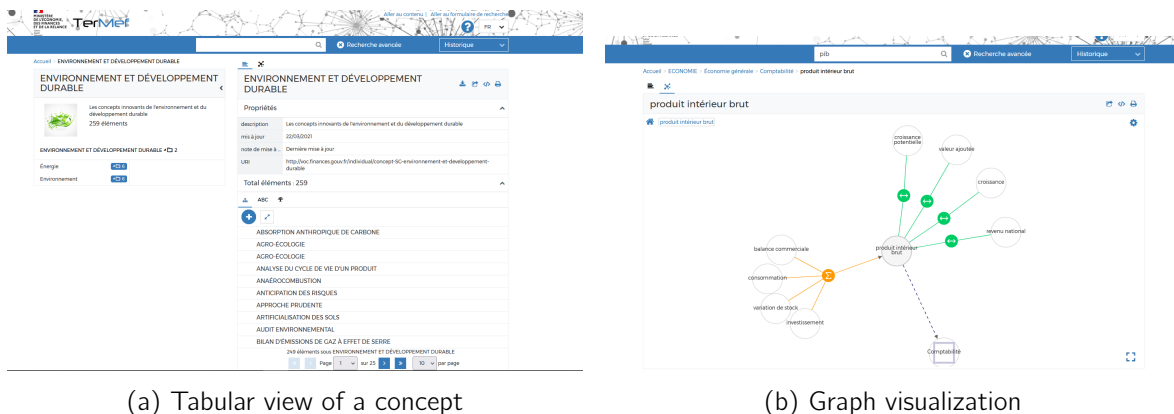 MINISTÈRE
DE L'ÉCONOMIE,
DES FINANCES
ET DE LA RELANCE
TerMef
Aller au contenu | Aller au formulaire de recherche
FR
Recherche avancée
Historique
Accueil › ENVIRONNEMENT ET DÉVELOPPEMENT DURABLE
ENVIRONNEMENT ET DÉVELOPPEMENT
DURABLE
Les concepts innovants de l'environnement et du
développement durable
259 éléments
ENVIRONNEMENT ET DÉVELOPPEMENT DURABLE 2
Énergie 6
Environnement 6
ENVIRONNEMENT ET DÉVELOPPEMENT
DURABLE
Propriétés
description Les concepts innovants de l'environnement et du développement durable
mis à jour 22/03/2021
note de mise à ... Dernière mise à jour
URI http://voc.finances.gouv.fr/individual/concept-SC-environnement-et-developpement-
durable
Total éléments : 259
ABC
ABSORPTION ANTHROPIQUE DE CARBONE
AGRO-ÉCOLOGIE
AGRO-ÉCOLOGIE
ANALYSE DU CYCLE DE VIE D'UN PRODUIT
ANAÉROCOMBUSTION
ANTICIPATION DES RISQUES
APPROCHE PRUDENTE
ARTIFICIALISATION DES SOLS
AUDIT ENVIRONNEMENTAL
BILAN D'ÉMISSIONS DE GAZ À EFFET DE SERRE
249 éléments sous ENVIRONNEMENT ET DÉVELOPPEMENT DURABLE
Page 1 sur 25 10 par page
(a) Tabular view of a concept
pib
Recherche avancée
Historique
Accueil › ECONOMIE › Économie générale › Comptabilité › produit intérieur brut
produit intérieur brut
produit intérieur brut
croissance
potentielle
valeur ajoutée
croissance
revenu national
produit intérieur
brut
balance commerciale
consommation
Σ
variation de stock
investissement
Comptabilité
(b) Graph visualization